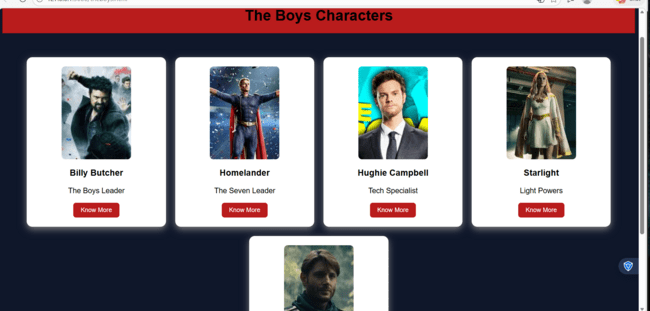 The Boys Characters
Billy Butcher
The Boys Leader
Know More
Homelander
The Seven Leader
Know More
Hughie Campbell
Tech Specialist
Know More
Starlight
Light Powers
Know More